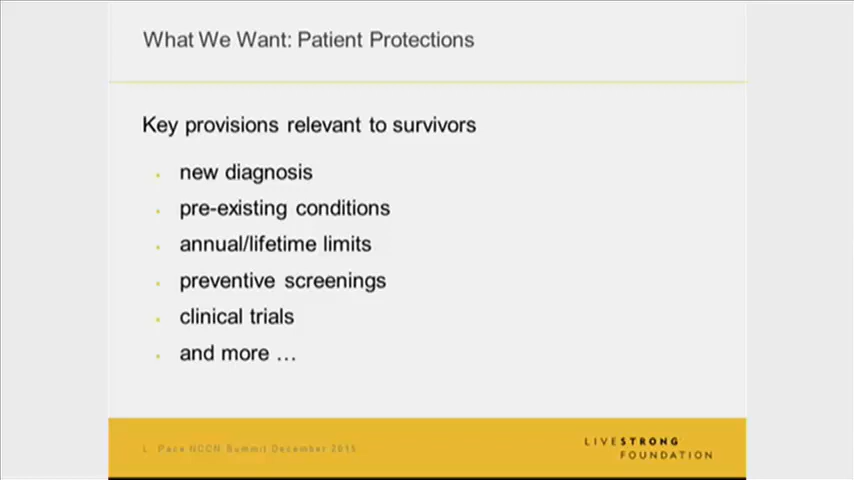 What We Want: Patient Protections
Key provisions relevant to survivors
new diagnosis
pre-existing conditions
annual/lifetime limits
preventive screenings
clinical trials
and more …
L. Pace NCCN Summit December 2015
LIVESTRONG
FOUNDATION